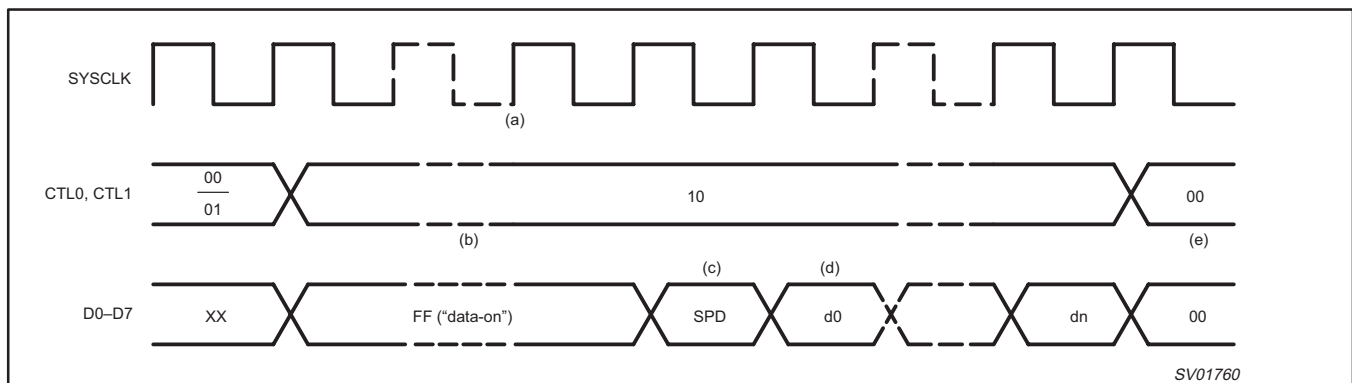 SYSCLK
(a)
CTL0, CTL1
00
01
10
00
(b)
(e)
(c)
(d)
D0–D7
XX
FF (“data-on”)
SPD
d0
dn
00
SV01760